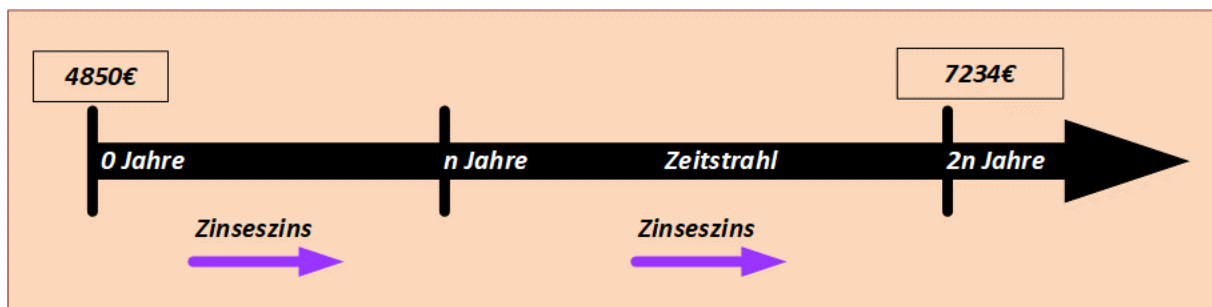 4850€
7234€
0 Jahre
n Jahre
Zeitstrahl
2n Jahre
Zinseszins
Zinseszins